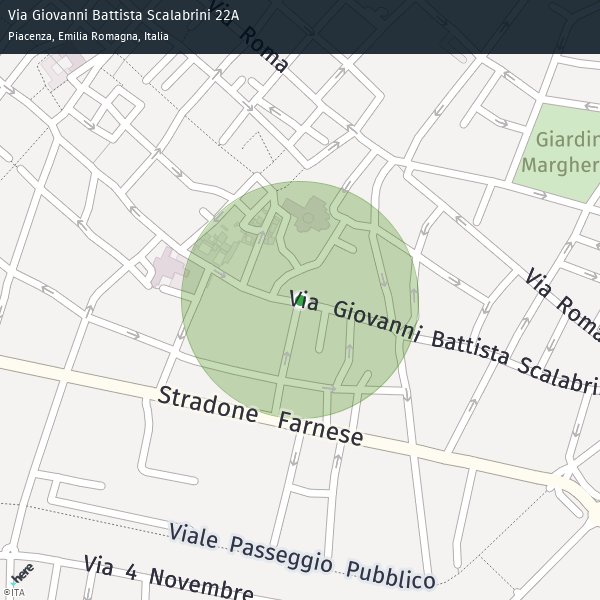 Via Giovanni Battista Scalabrini 22A
Piacenza, Emilia Romagna, Italia
Via Roma
Giardin
Margher
Via Roma
Via Giovanni Battista Scalabrin
Stradone Farnese
Viale Passeggio Pubblico
Via 4 Novembre
here
©ITA